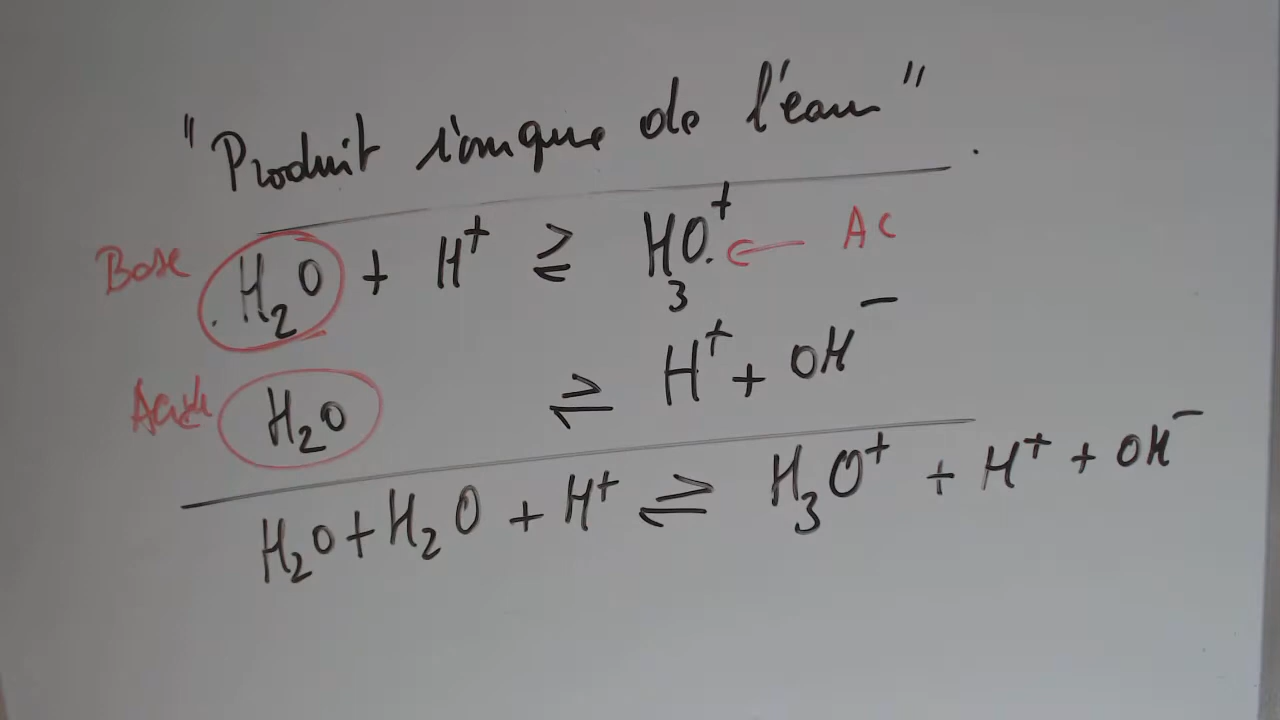 "Produit ionique de l'eau"
Base H₂O + H⁺ ⇌ H₃O⁺ ← AC
Acide H₂O ⇌ H⁺ + OH⁻
H₂O + H₂O + H⁺ ⇌ H₃O⁺ + H⁺ + OH⁻